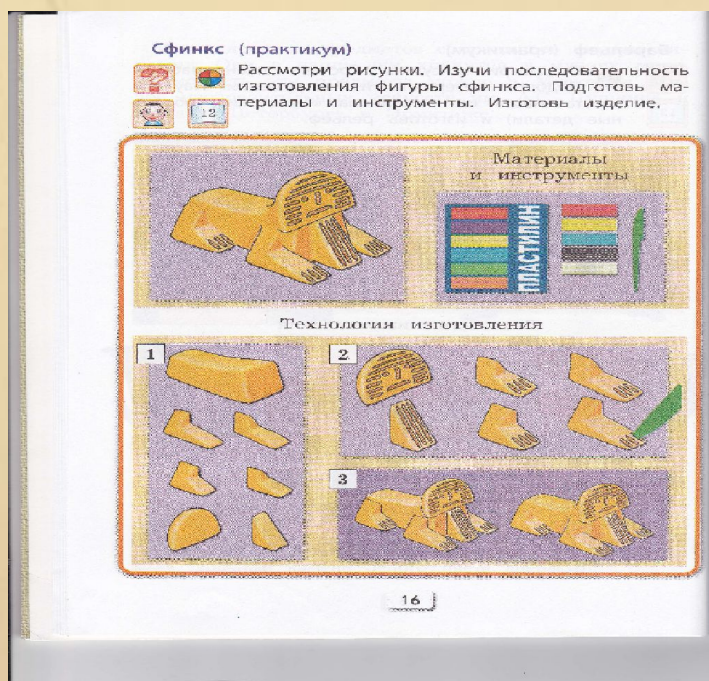 Сфинкс (практикум)
Рассмотри рисунки. Изучи последовательность
изготовления фигуры сфинкса. Подготовь ма-
териалы и инструменты. Изготовь изделие.
?
12
Материалы
и инструменты
ПЛАСТИЛИН
Технология изготовления
1
2
3
16